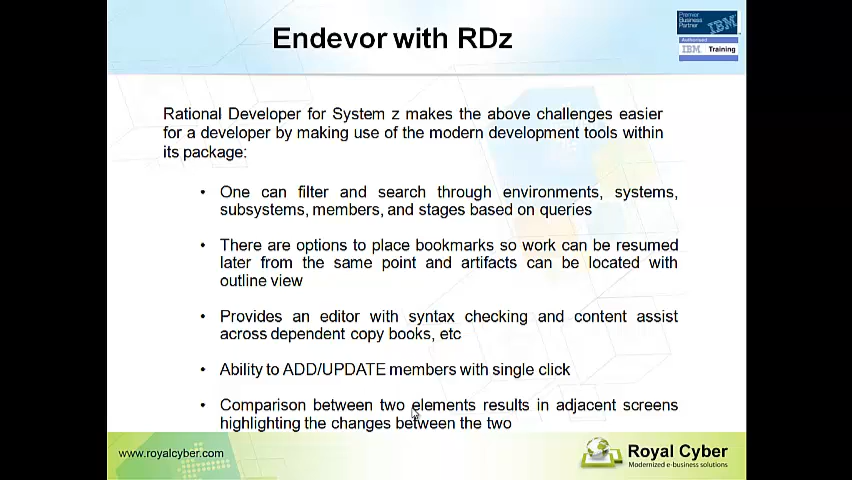 Endevor with RDz
Premier
Business
Partner
IBM
Authorized
IBM Training
Rational Developer for System z makes the above challenges easier
for a developer by making use of the modern development tools within
its package:
• One can filter and search through environments, systems,
subsystems, members, and stages based on queries
• There are options to place bookmarks so work can be resumed
later from the same point and artifacts can be located with
outline view
• Provides an editor with syntax checking and content assist
across dependent copy books, etc
• Ability to ADD/UPDATE members with single click
• Comparison between two elements results in adjacent screens
highlighting the changes between the two
www.royalcyber.com
Royal Cyber
Modernized e-business solutions